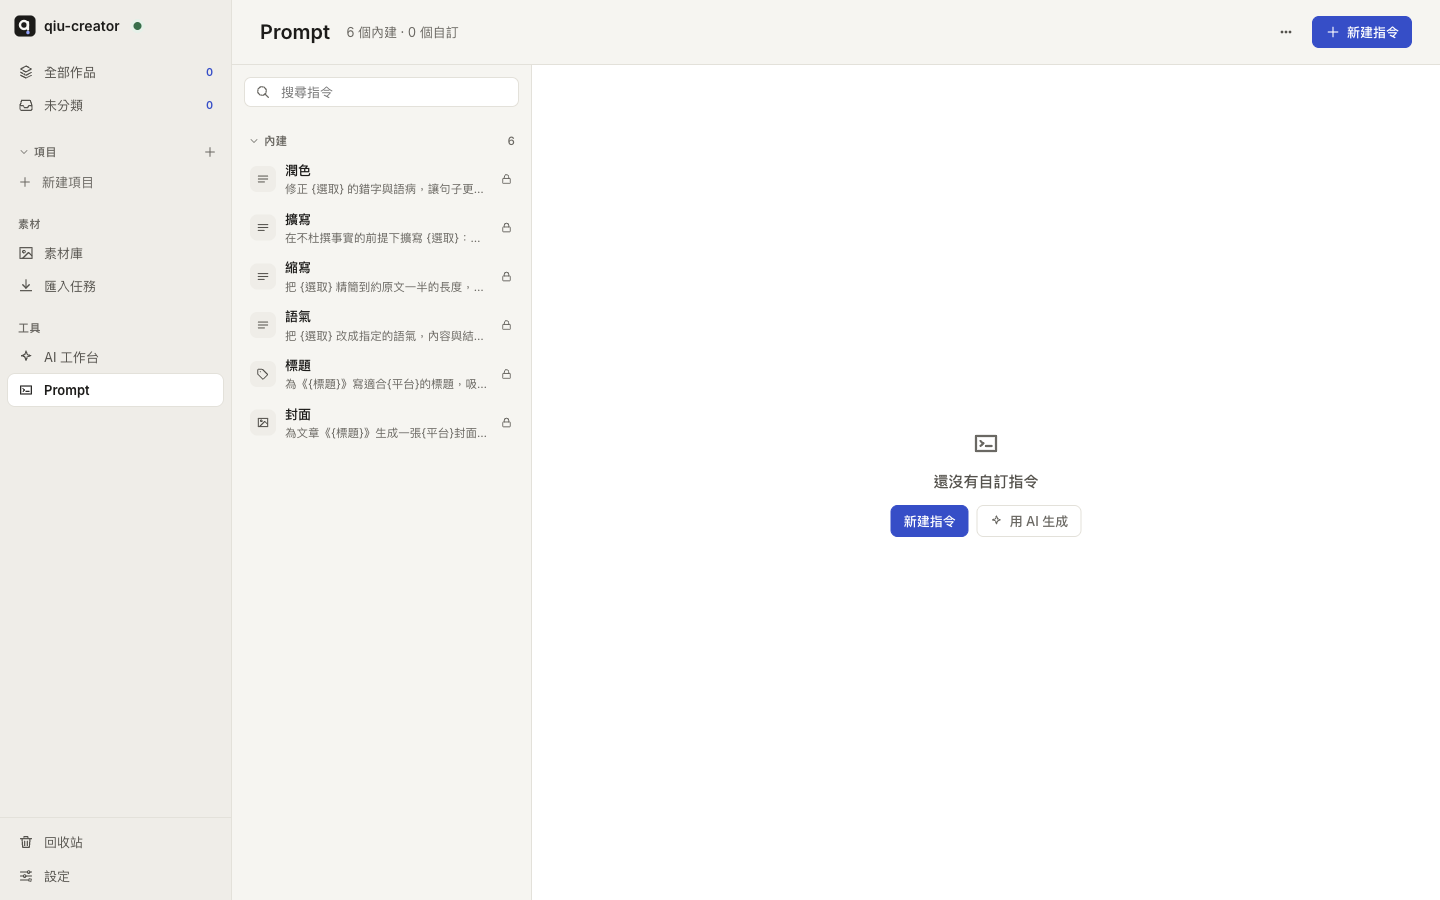 qiu-creator
全部作品 0
未分類 0
項目
新建項目
素材
素材庫
匯入任務
工具
AI 工作台
Prompt
回收站
設定
Prompt 6 個內建 · 0 個自訂
新建指令
搜尋指令
內建 6
潤色
修正 {選取} 的錯字與語病，讓句子更...
擴寫
在不杜撰事實的前提下擴寫 {選取}：...
縮寫
把 {選取} 精簡到約原文一半的長度，...
語氣
把 {選取} 改成指定的語氣，內容與結...
標題
為《{標題}》寫適合{平台}的標題，吸...
封面
為文章《{標題}》生成一張{平台}封面...
還沒有自訂指令
新建指令 用 AI 生成